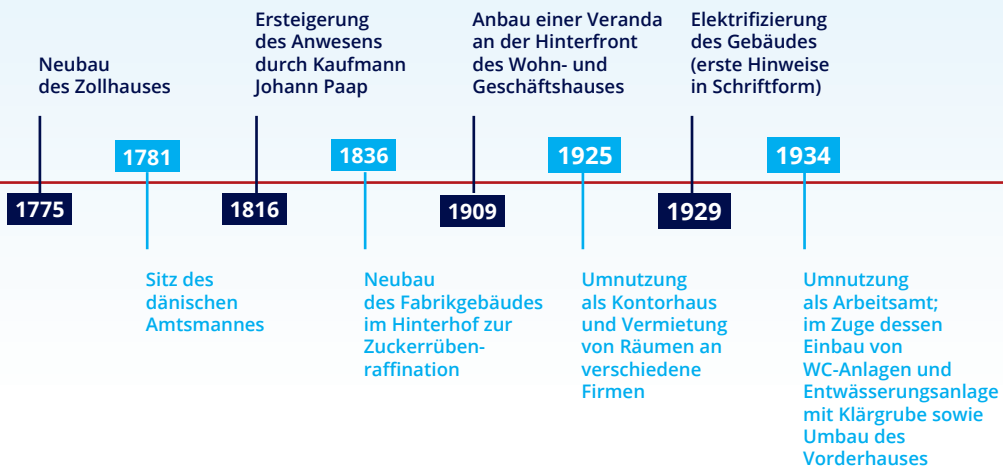 Neubau
des Zollhauses
1775
1781
Sitz des
dänischen
Amtsmannes
Ersteigerung
des Anwesens
durch Kaufmann
Johann Paap
1816
1836
Neubau
des Fabrikgebäudes
im Hinterhof zur
Zuckerrüben-
raffination
Anbau einer Veranda
an der Hinterfront
des Wohn- und
Geschäftshauses
1909
1925
Umnutzung
als Kontorhaus
und Vermietung
von Räumen an
verschiedene
Firmen
Elektrifizierung
des Gebäudes
(erste Hinweise
in Schriftform)
1929
1934
Umnutzung
als Arbeitsamt;
im Zuge dessen
Einbau von
WC-Anlagen und
Entwässerungsanlage
mit Klärgrube sowie
Umbau des
Vorderhauses